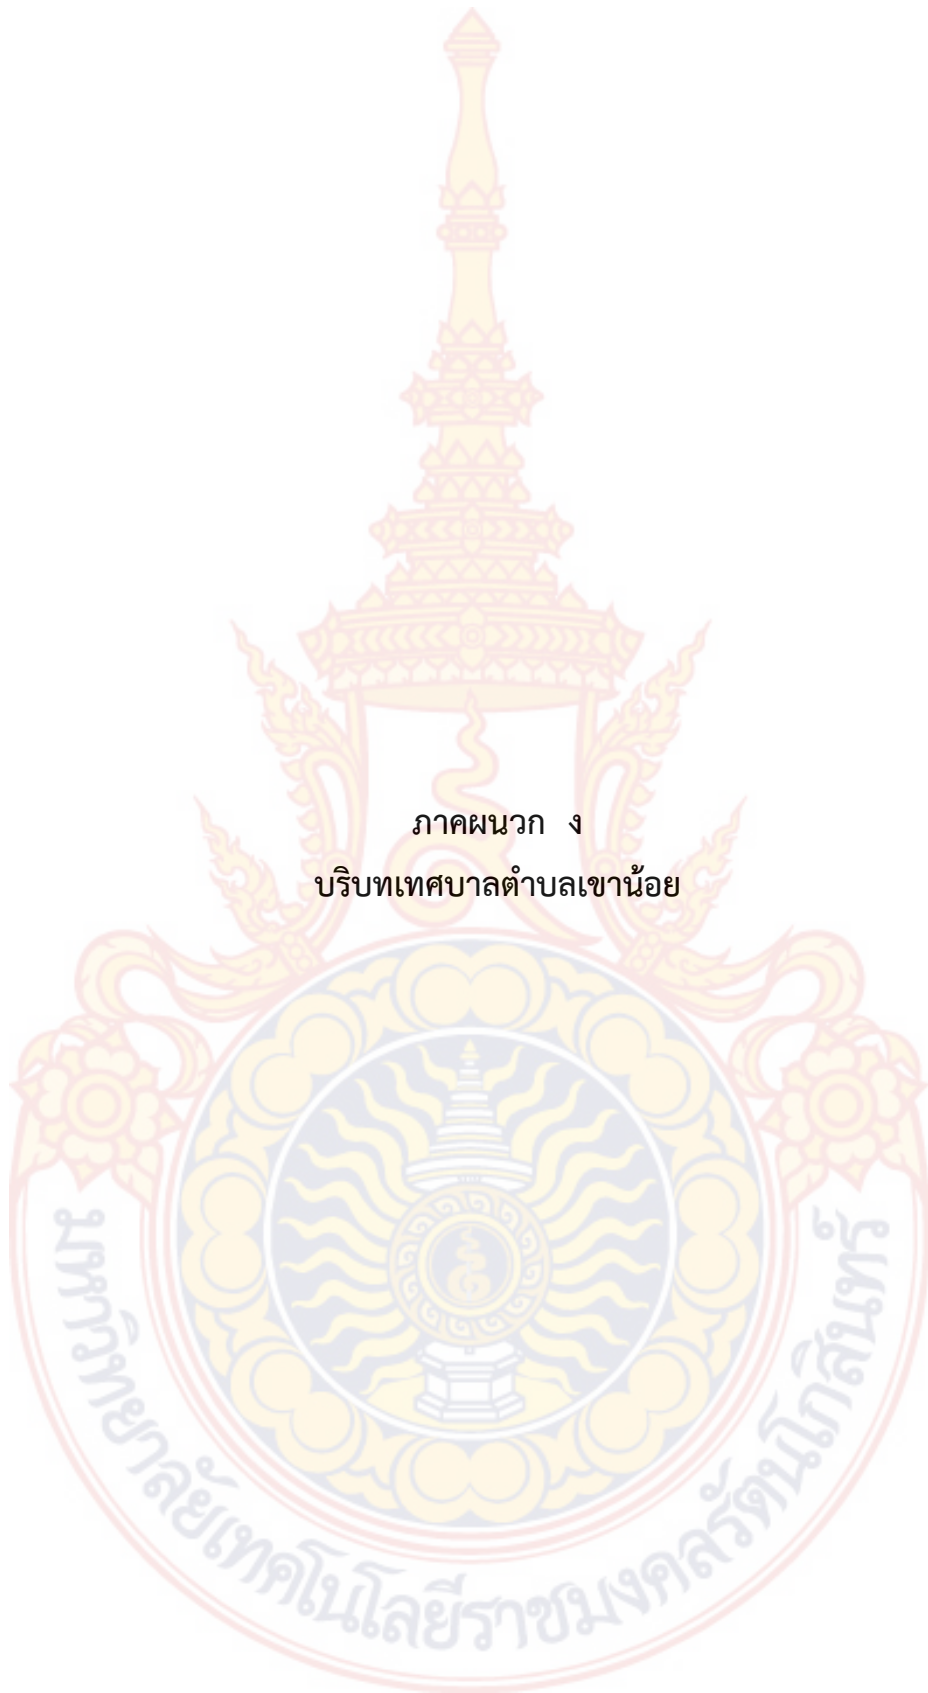 ภาคผนวก ง
บริบทเทศบาลตำบลเขาน้อย
มหาวิทยาลัยเทคโนโลยีราชมงคลรัตนโกสินทร์